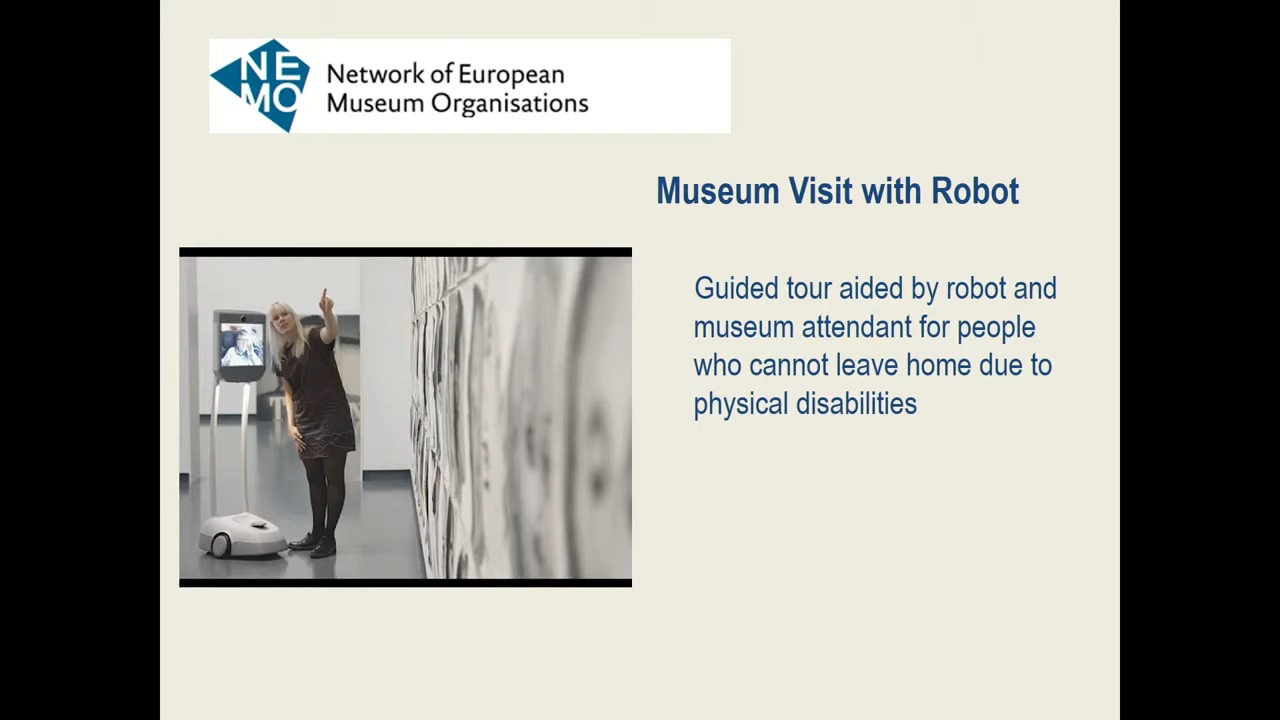 NE
MO
Network of European
Museum Organisations
Museum Visit with Robot
Guided tour aided by robot and
museum attendant for people
who cannot leave home due to
physical disabilities